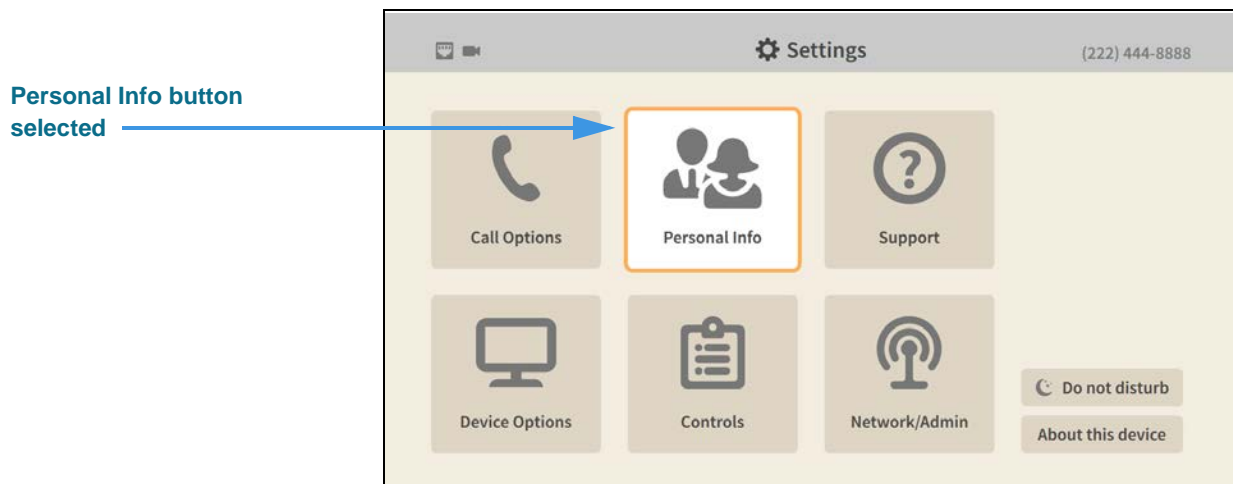 Settings
(222) 444-8888
Personal Info button
selected
Call Options
Personal Info
Support
Device Options
Controls
Network/Admin
Do not disturb
About this device